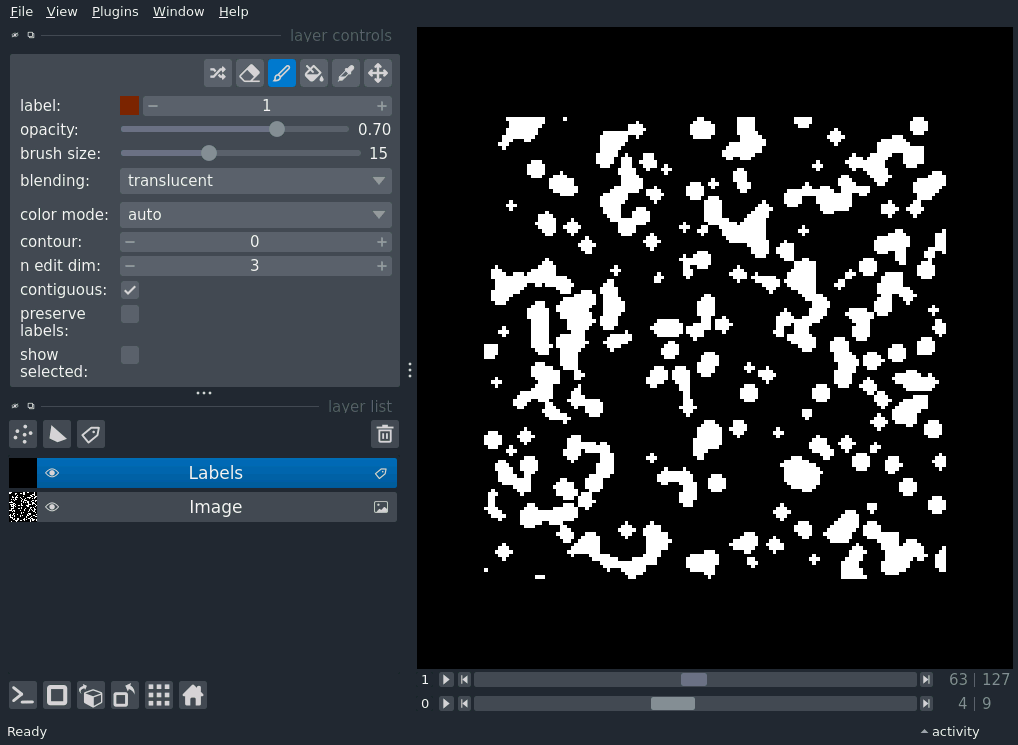 File View Plugins Window Help
layer controls
label: 1
opacity: 0.70
brush size: 15
blending: translucent
color mode: auto
contour: 0
n edit dim: 3
contiguous:
preserve
labels:
show
selected:
layer list
Labels
Image
1 63 | 127
0 4 | 9
Ready activity